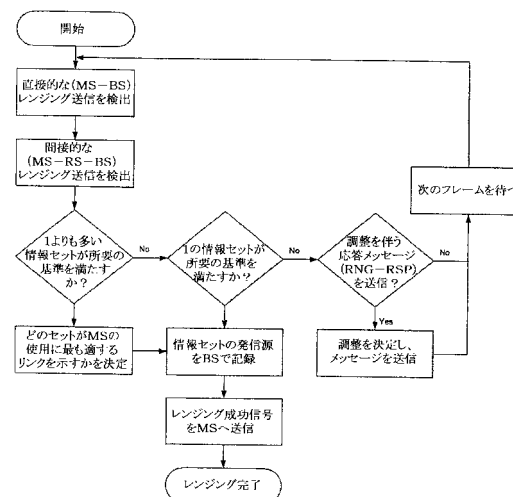 開始
直接的な(MS-BS)
レンジング送信を検出
間接的な
(MS-RS-BS)
レンジング送信を検出
次のフレームを待つ
1よりも多い
情報セットが所要の
基準を満たす
か?
No
1の情報セットが
所要の基準を
満たすか?
No
調整を伴う
応答メッセージ
(RNG-RSP)
を送信?
No
Yes
どのセットがMSの
使用に最も適する
リンクを示すかを決定
情報セットの発信源
をBSで記録
調整を決定し、
メッセージを送信
レンジング成功信号
をMSへ送信
レンジング完了